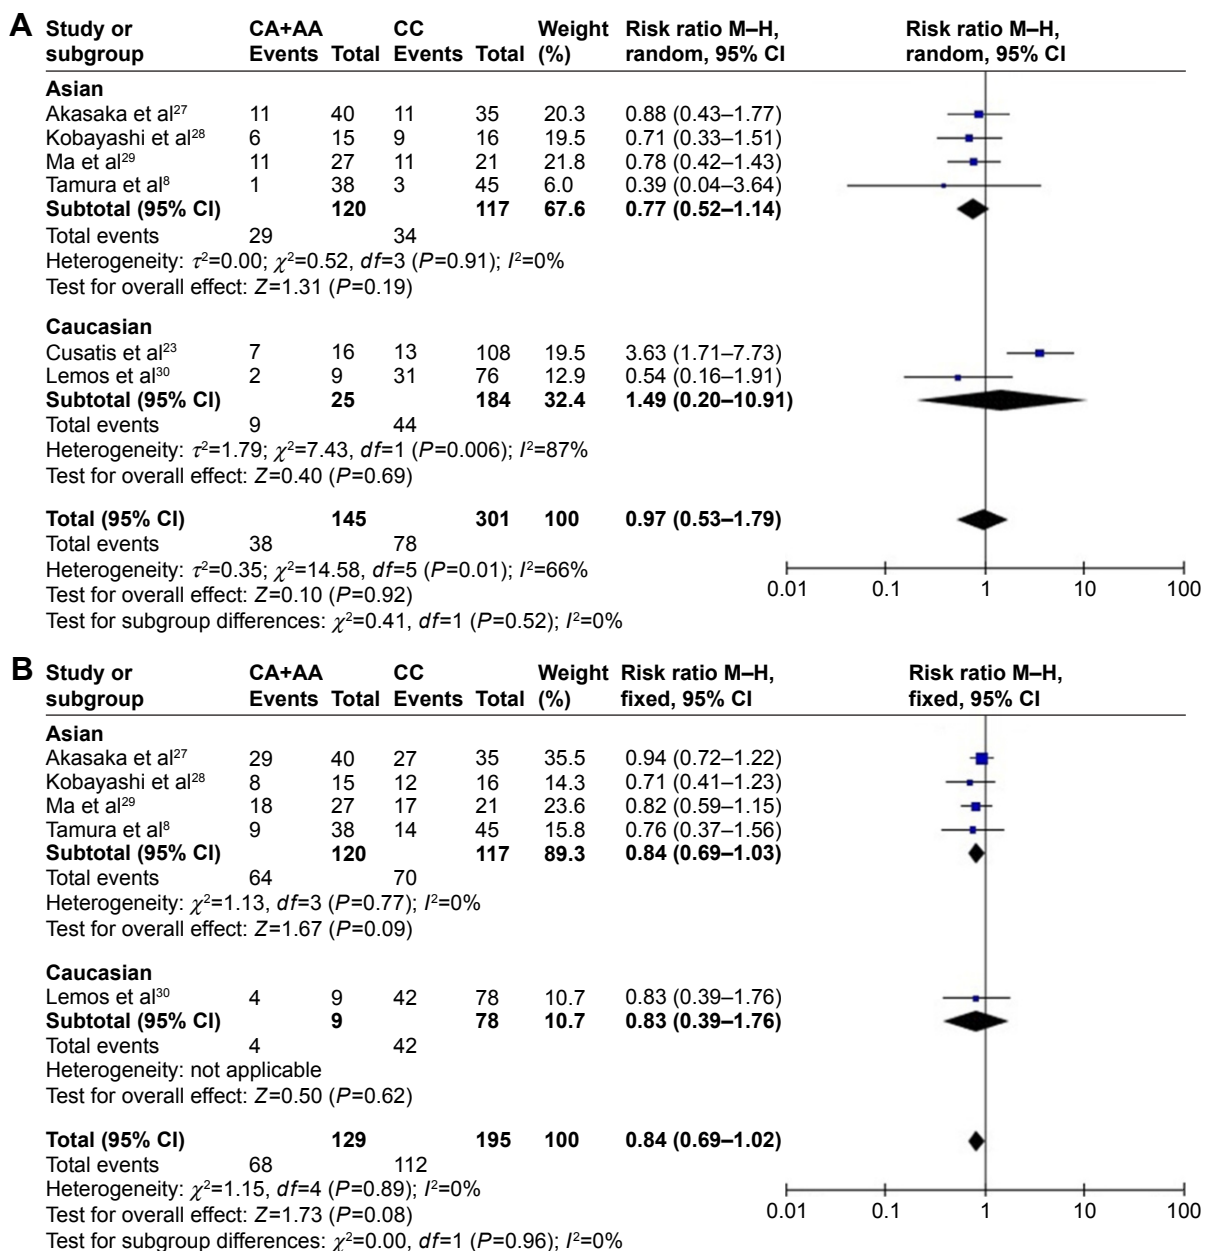 A Study or CA+AA CC Weight Risk ratio M–H, Risk ratio M–H,
subgroup Events Total Events Total (%) random, 95% CI random, 95% CI
Asian
Akasaka et al27 11 40 11 35 20.3 0.88 (0.43–1.77)
Kobayashi et al28 6 15 9 16 19.5 0.71 (0.33–1.51)
Ma et al29 11 27 11 21 21.8 0.78 (0.42–1.43)
Tamura et al8 1 38 3 45 6.0 0.39 (0.04–3.64)
Subtotal (95% CI) 120 117 67.6 0.77 (0.52–1.14)
Total events 29 34
Heterogeneity: τ2=0.00; χ2=0.52, df=3 (P=0.91); I2=0%
Test for overall effect: Z=1.31 (P=0.19)
Caucasian
Cusatis et al23 7 16 13 108 19.5 3.63 (1.71–7.73)
Lemos et al30 2 9 31 76 12.9 0.54 (0.16–1.91)
Subtotal (95% CI) 25 184 32.4 1.49 (0.20–10.91)
Total events 9 44
Heterogeneity: τ2=1.79; χ2=7.43, df=1 (P=0.006); I2=87%
Test for overall effect: Z=0.40 (P=0.69)
Total (95% CI) 145 301 100 0.97 (0.53–1.79)
Total events 38 78
Heterogeneity: τ2=0.35; χ2=14.58, df=5 (P=0.01); I2=66%
Test for overall effect: Z=0.10 (P=0.92)
0.01 0.1 1 10 100
Test for subgroup differences: χ2=0.41, df=1 (P=0.52); I2=0%
B Study or CA+AA CC Weight Risk ratio M–H, Risk ratio M–H,
subgroup Events Total Events Total (%) fixed, 95% CI fixed, 95% CI
Asian
Akasaka et al27 29 40 27 35 35.5 0.94 (0.72–1.22)
Kobayashi et al28 8 15 12 16 14.3 0.71 (0.41–1.23)
Ma et al29 18 27 17 21 23.6 0.82 (0.59–1.15)
Tamura et al8 9 38 14 45 15.8 0.76 (0.37–1.56)
Subtotal (95% CI) 120 117 89.3 0.84 (0.69–1.03)
Total events 64 70
Heterogeneity: χ2=1.13, df=3 (P=0.77); I2=0%
Test for overall effect: Z=1.67 (P=0.09)
Caucasian
Lemos et al30 4 9 42 78 10.7 0.83 (0.39–1.76)
Subtotal (95% CI) 9 78 10.7 0.83 (0.39–1.76)
Total events 4 42
Heterogeneity: not applicable
Test for overall effect: Z=0.50 (P=0.62)
Total (95% CI) 129 195 100 0.84 (0.69–1.02)
Total events 68 112
Heterogeneity: χ2=1.15, df=4 (P=0.89); I2=0%
Test for overall effect: Z=1.73 (P=0.08)
0.01 0.1 1 10 100
Test for subgroup differences: χ2=0.00, df=1 (P=0.96); I2=0%